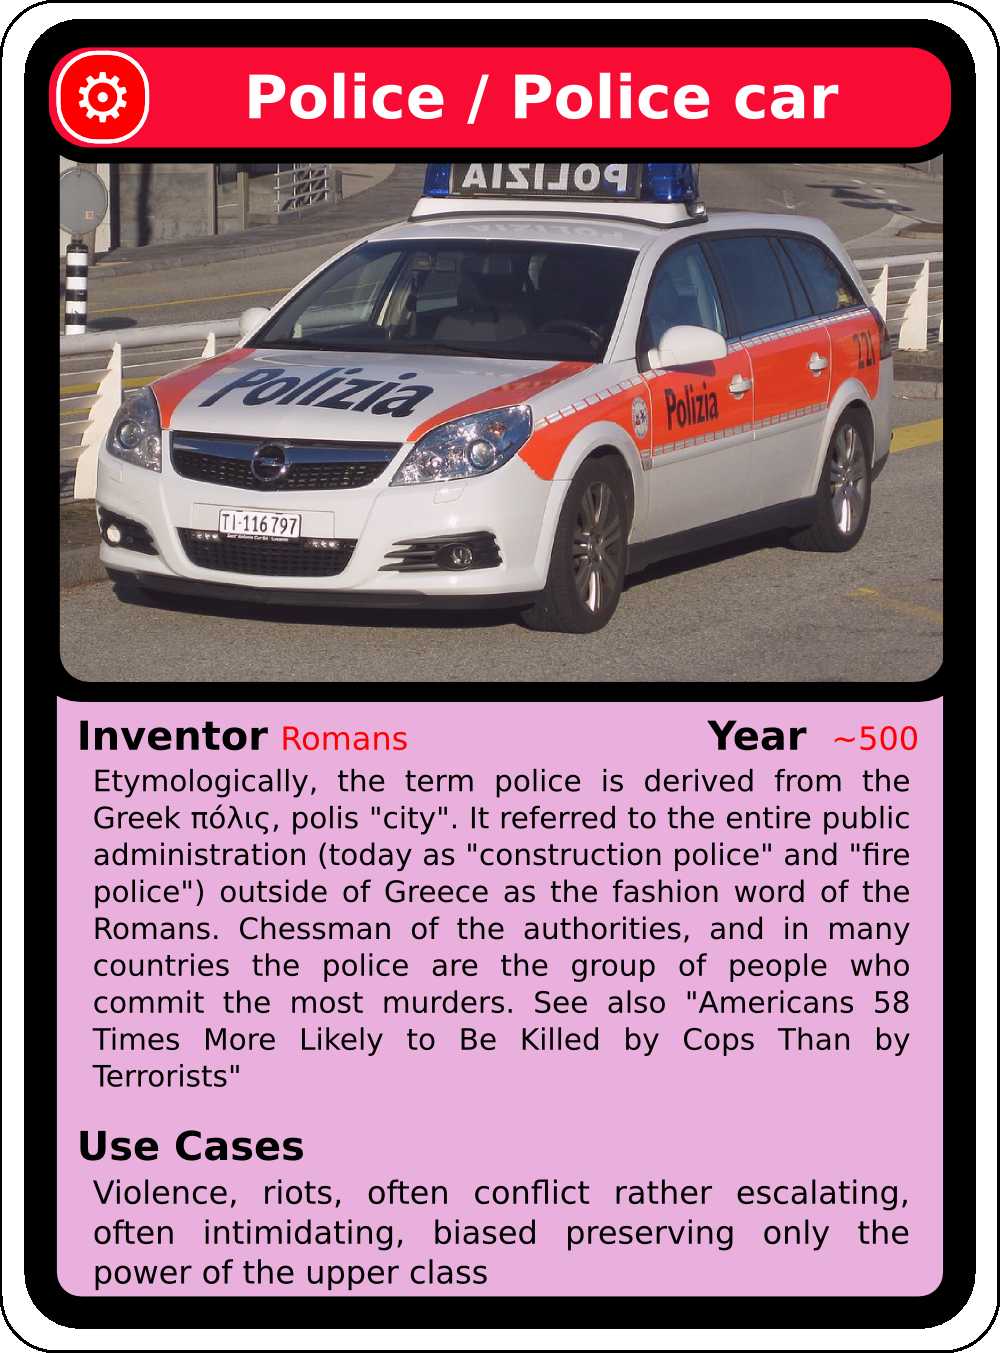 Police / Police car
POLIZIA
Polizia
Polizia
221
TI·116797
Inventor Romans Year ~500
Etymologically, the term police is derived from the
Greek πόλις, polis "city". It referred to the entire public
administration (today as "construction police" and "fire
police") outside of Greece as the fashion word of the
Romans. Chessman of the authorities, and in many
countries the police are the group of people who
commit the most murders. See also "Americans 58
Times More Likely to Be Killed by Cops Than by
Terrorists"
Use Cases
Violence, riots, often conflict rather escalating,
often intimidating, biased preserving only the
power of the upper class